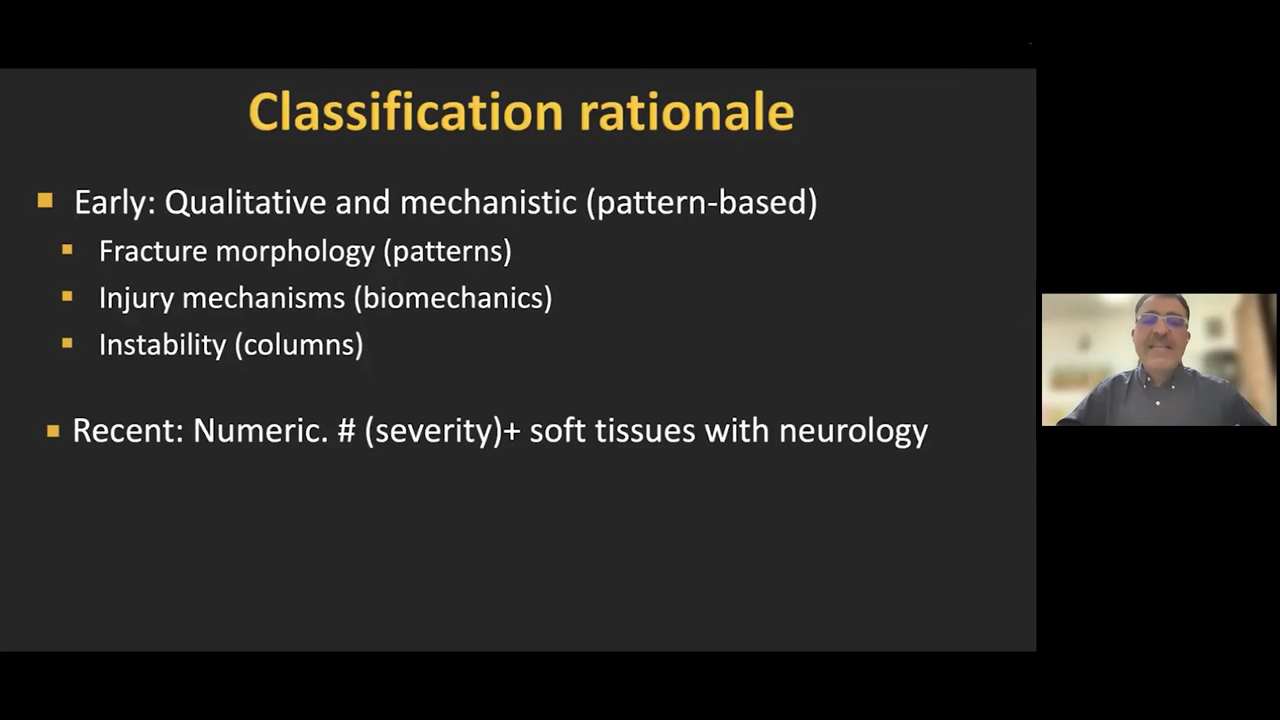 Classification rationale
Early: Qualitative and mechanistic (pattern-based)
Fracture morphology (patterns)
Injury mechanisms (biomechanics)
Instability (columns)
Recent: Numeric. # (severity)+ soft tissues with neurology